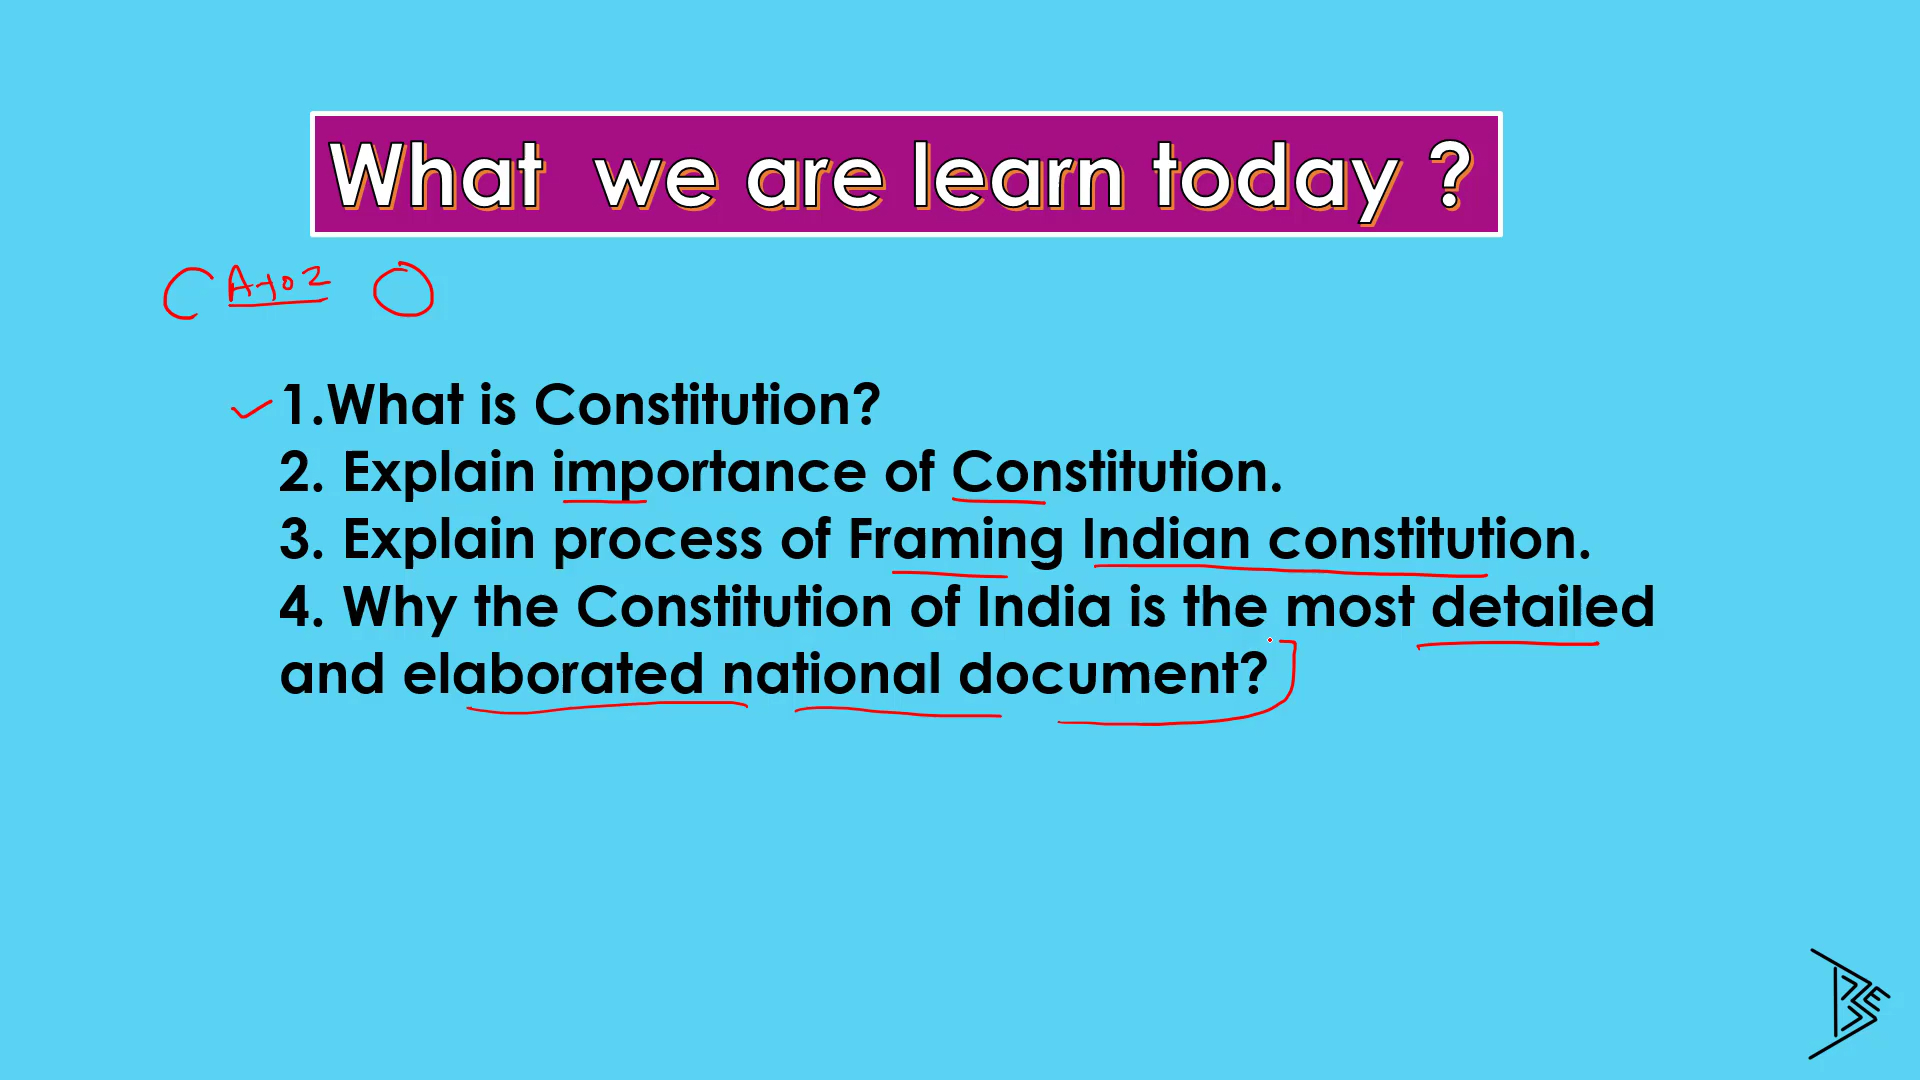 What we are learn today ?
A to Z
1.What is Constitution?
2. Explain importance of Constitution.
3. Explain process of Framing Indian constitution.
4. Why the Constitution of India is the most detailed
and elaborated national document?